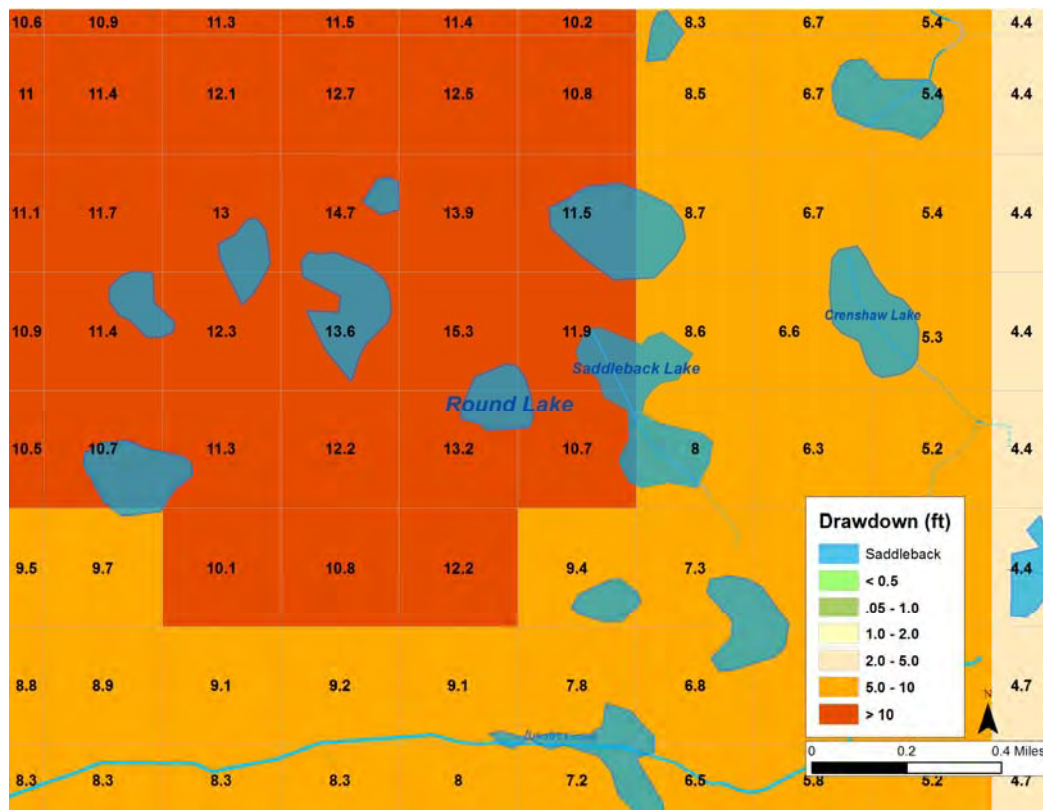 10.6 10.9 11.3 11.5 11.4 10.2 8.3 6.7 5.4 4.4
11 11.4 12.1 12.7 12.5 10.8 8.5 6.7 5.4 4.4
11.1 11.7 13 14.7 13.9 11.5 8.7 6.7 5.4 4.4
Crenshaw Lake
10.9 11.4 12.3 13.6 15.3 11.9 8.6 6.6 5.3 4.4
Saddleback Lake
Round Lake
10.5 10.7 11.3 12.2 13.2 10.7 8 6.3 5.2 4.4
9.5 9.7 10.1 10.8 12.2 9.4 7.3 4.4
8.8 8.9 9.1 9.2 9.1 7.8 6.8 4.7
8.3 8.3 8.3 8.3 8 7.2 6.5 5.8 5.2 4.7
Drawdown (ft)
Saddleback
< 0.5
.05 - 1.0
1.0 - 2.0
2.0 - 5.0
5.0 - 10
> 10
N
0 0.2 0.4 Miles